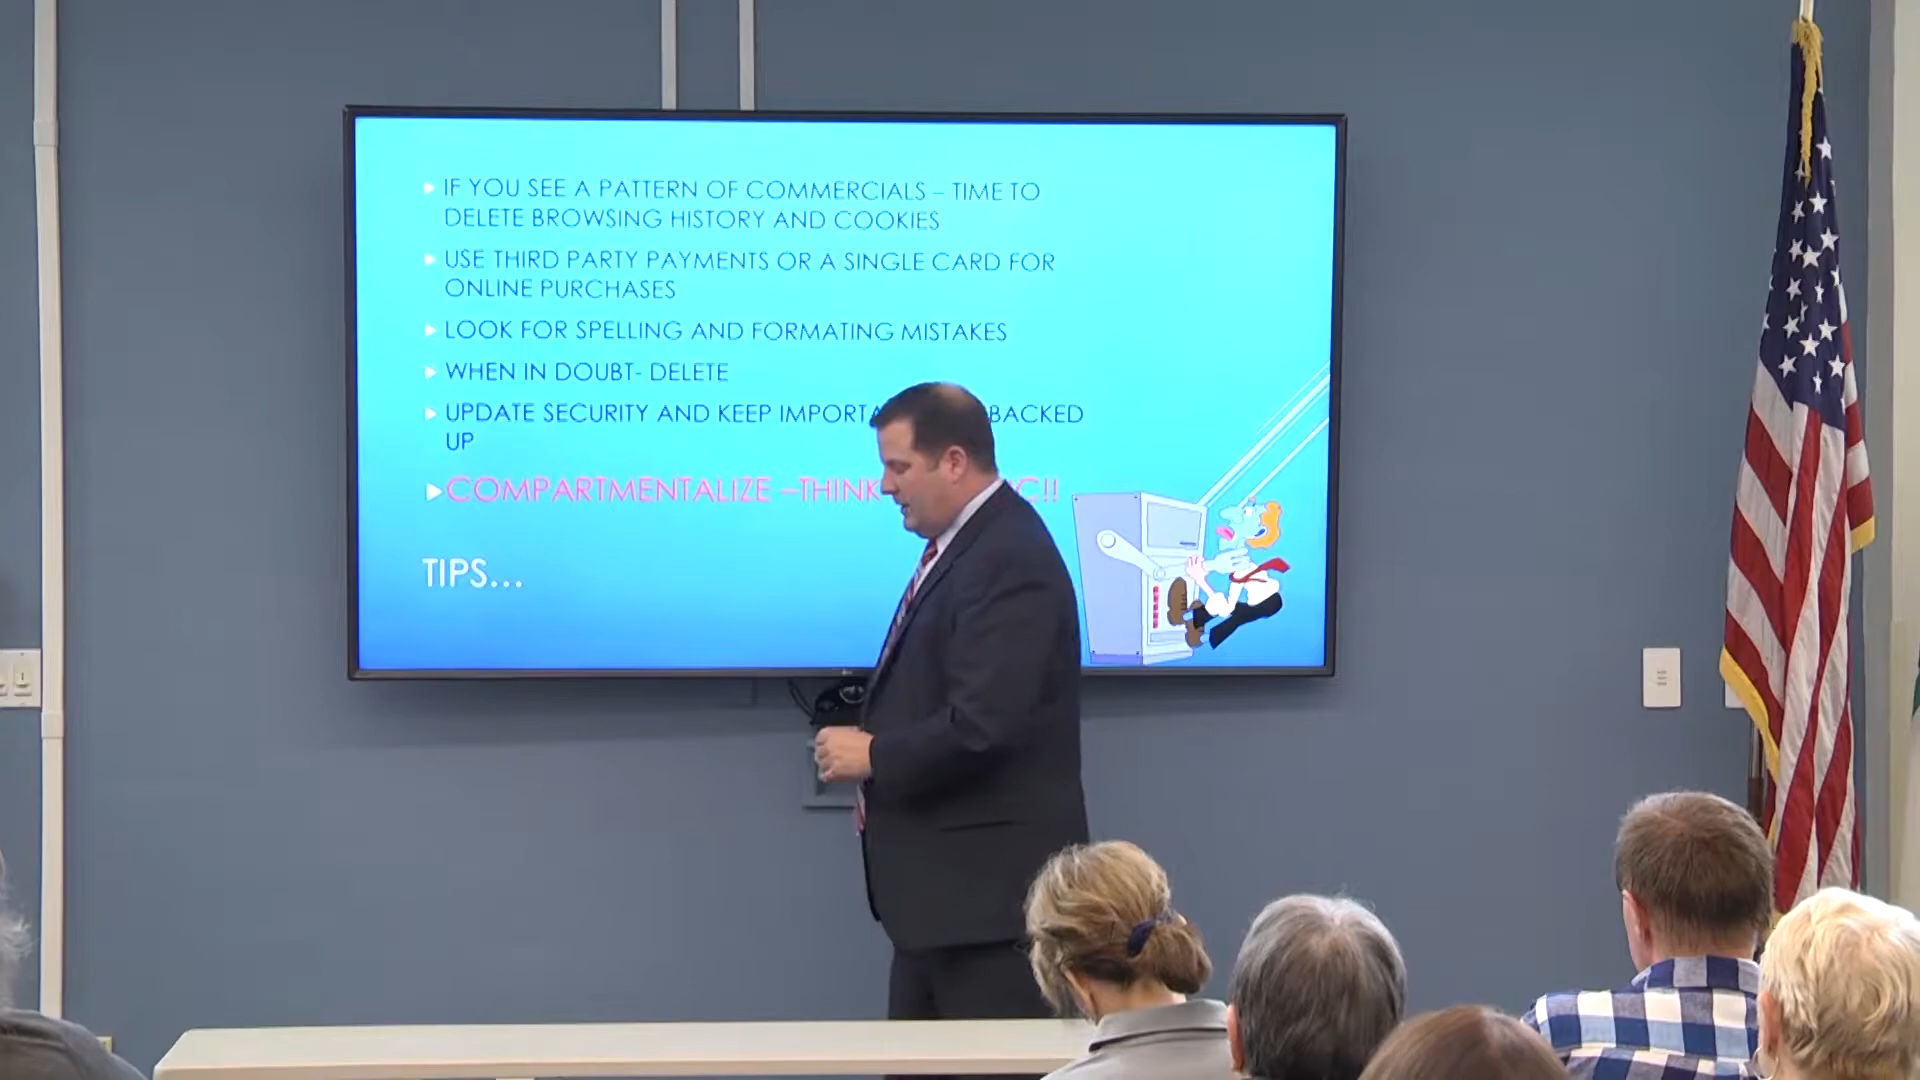 IF YOU SEE A PATTERN OF COMMERCIALS – TIME TO
DELETE BROWSING HISTORY AND COOKIES
USE THIRD PARTY PAYMENTS OR A SINGLE CARD FOR
ONLINE PURCHASES
LOOK FOR SPELLING AND FORMATING MISTAKES
WHEN IN DOUBT- DELETE
UPDATE SECURITY AND KEEP BACKED
UP
COMPARTMENTALIZE –THINK
TIPS...